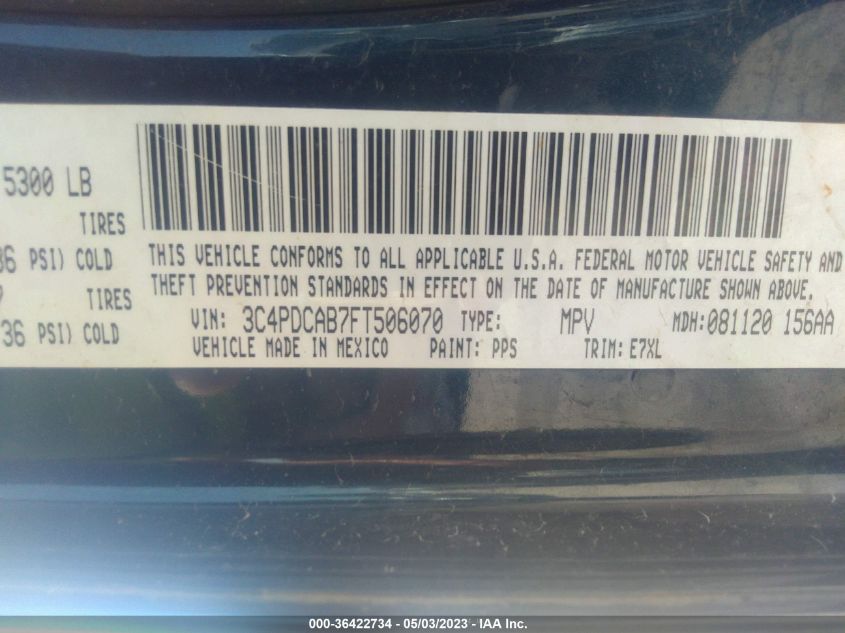 5300 LB
TIRES
36 PSI) COLD
TIRES
36 PSI) COLD
THIS VEHICLE CONFORMS TO ALL APPLICABLE U.S.A. FEDERAL MOTOR VEHICLE SAFETY AND
THEFT PREVENTION STANDARDS IN EFFECT ON THE DATE OF MANUFACTURE SHOWN ABOVE.
VIN: 3C4PDCAB7FT506070 TYPE: MPV MDH:081120 156AA
VEHICLE MADE IN MEXICO PAINT: PPS TRIM: E7XL
000-36422734 - 05/03/2023 - IAA Inc.